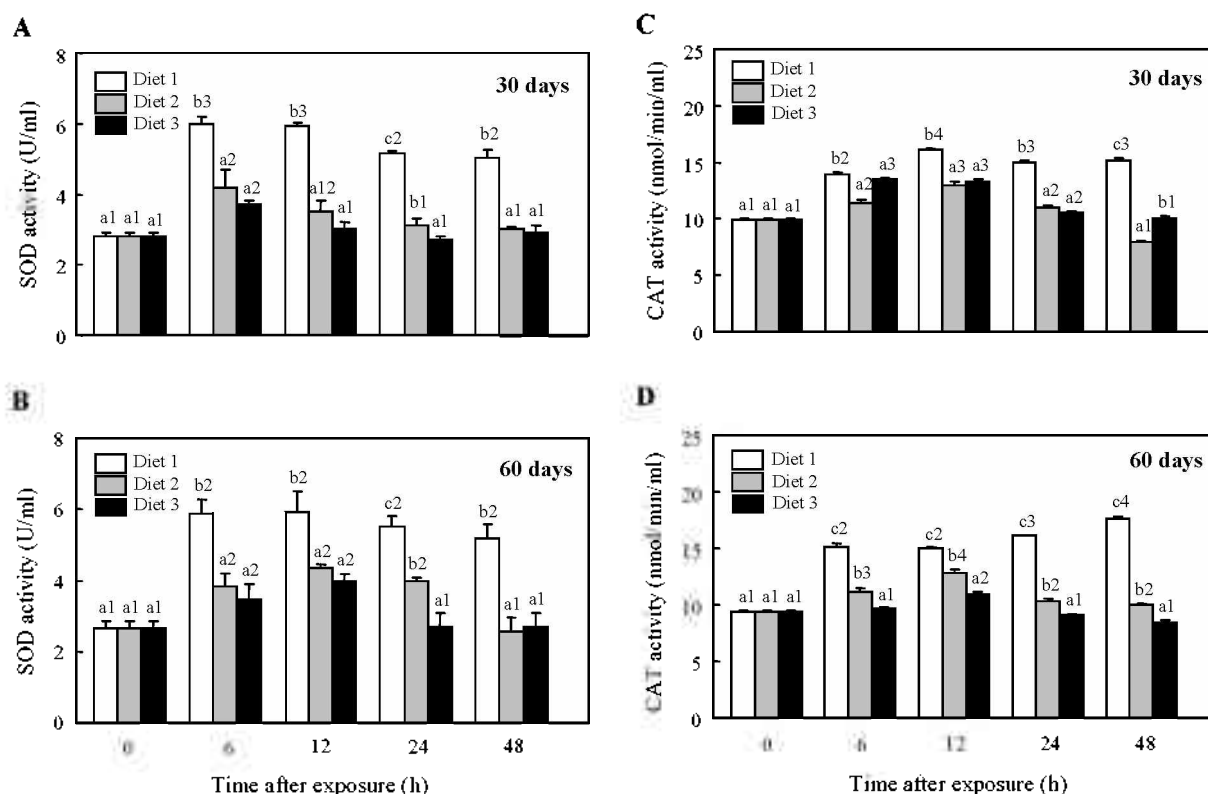 A
SOD activity (U/ml)
8
6
4
2
0
Diet 1
Diet 2
Diet 3
30 days
a1 a1 a1
b3
a2
a2
b3
a12
a1
c2
b1
a1
b2
a1 a1
B
SOD activity (U/ml)
8
6
4
2
0
Diet 1
Diet 2
Diet 3
60 days
a1 a1 a1
b2
a2
a2
b2
a2
a2
c2
b2
a1
b2
a1 a1
0 6 12 24 48
Time after exposure (h)
C
CAT activity (nmol/min/ml)
25
20
15
10
5
0
Diet 1
Diet 2
Diet 3
30 days
a1 a1 a1
b2
a2
a3
b4
a3 a3
b3
a2
a2
c3
a1
b1
D
CAT activity (nmol/min/ml)
25
20
15
10
5
0
Diet 1
Diet 2
Diet 3
60 days
a1 a1 a1
c2
b3
a1
c2
b4
a2
c3
b2
a1
c4
b2
a1
0 6 12 24 48
Time after exposure (h)